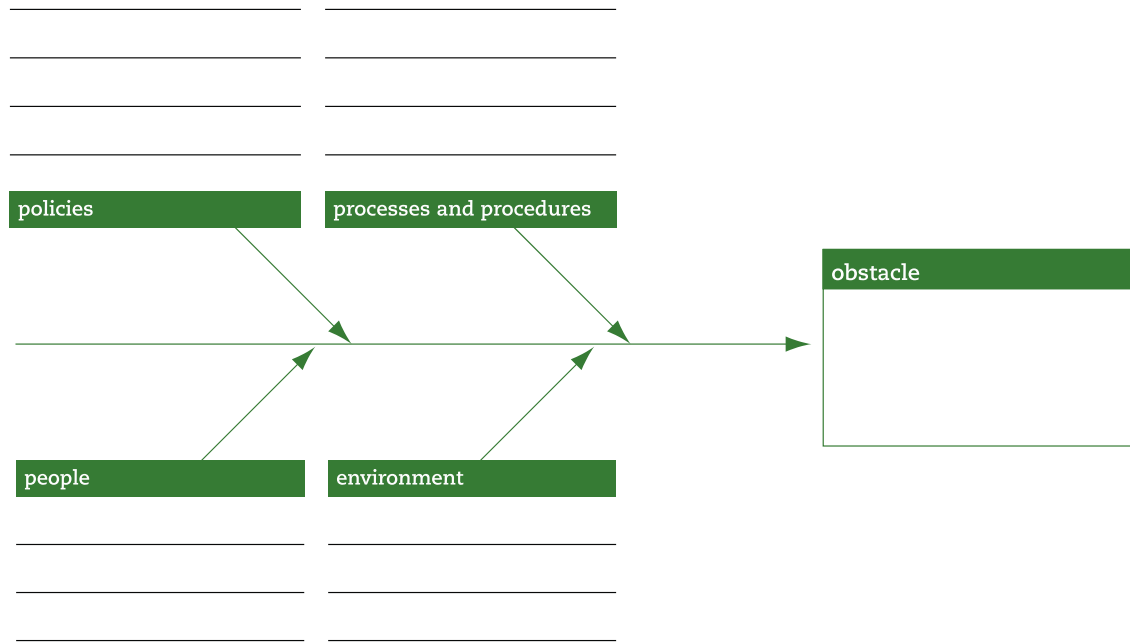 policies
processes and procedures
obstacle
people
environment